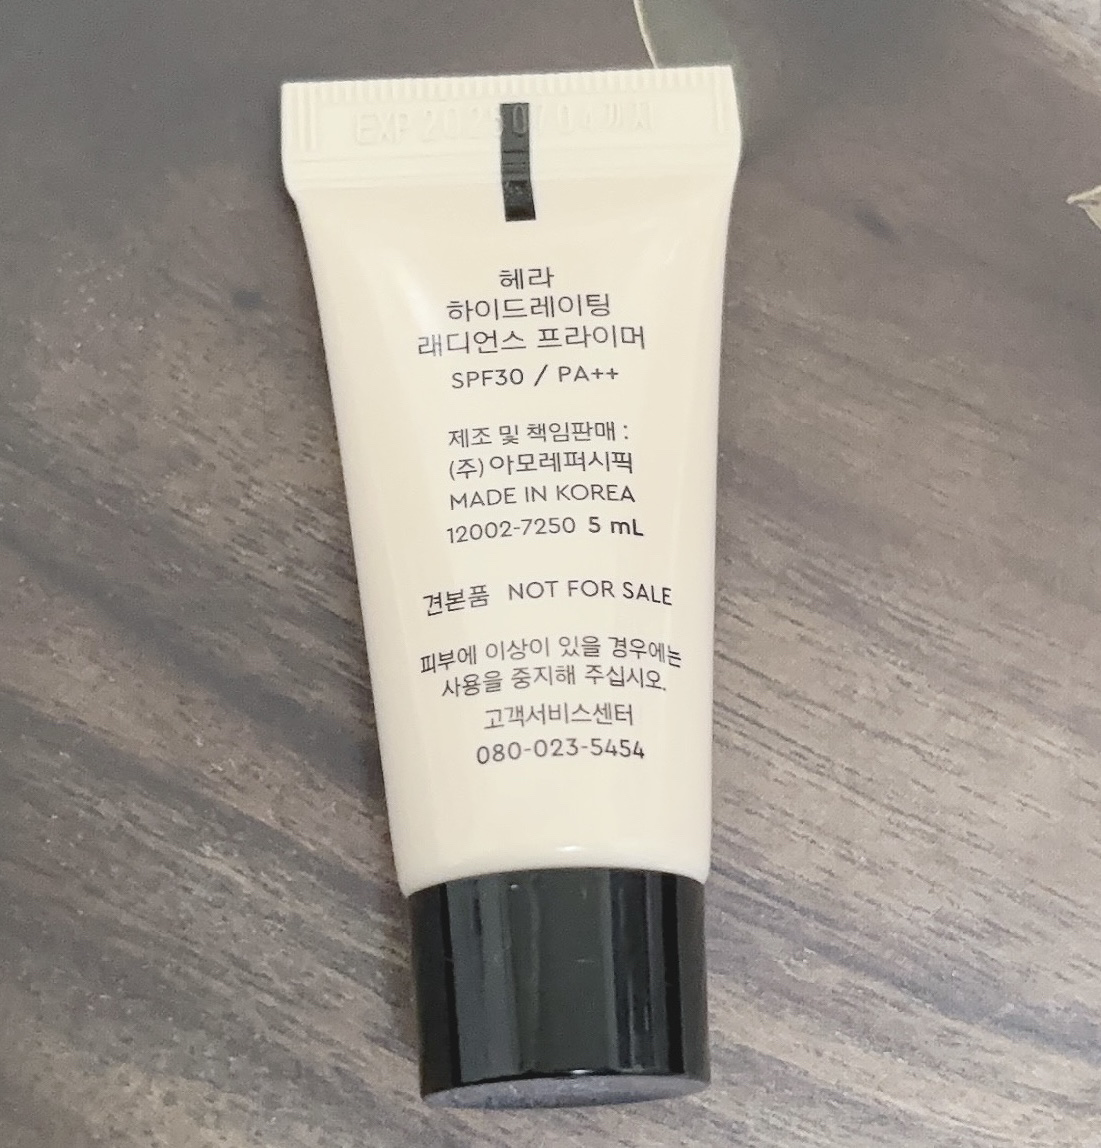 헤라
하이드레이팅
래디언스 프라이머
SPF30 / PA++
제조 및 책임판매 :
(주)아모레퍼시픽
MADE IN KOREA
12002-7250 5 mL
견본품 NOT FOR SALE
피부에 이상이 있을 경우에는
사용을 중지해 주십시오.
고객서비스센터
080-023-5454